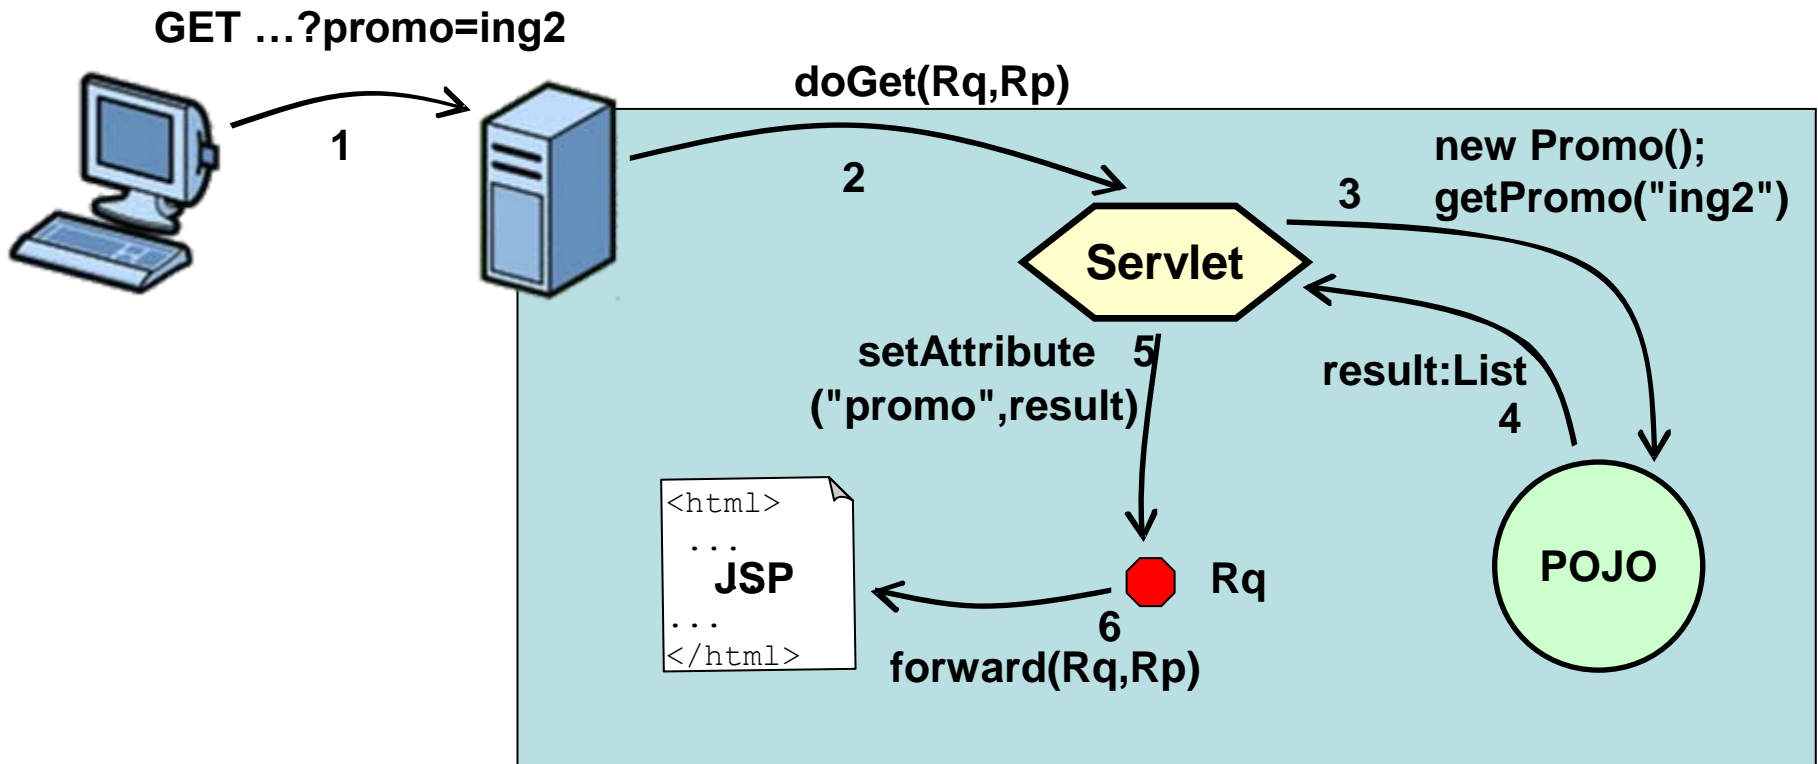 GET …?promo=ing2
1
doGet(Rq,Rp)
2
new Promo();
3
getPromo("ing2")
Servlet
setAttribute 5
("promo",result)
result:List
4
<html>
...
JSP
...
</html>
Rq
6
forward(Rq,Rp)
POJO